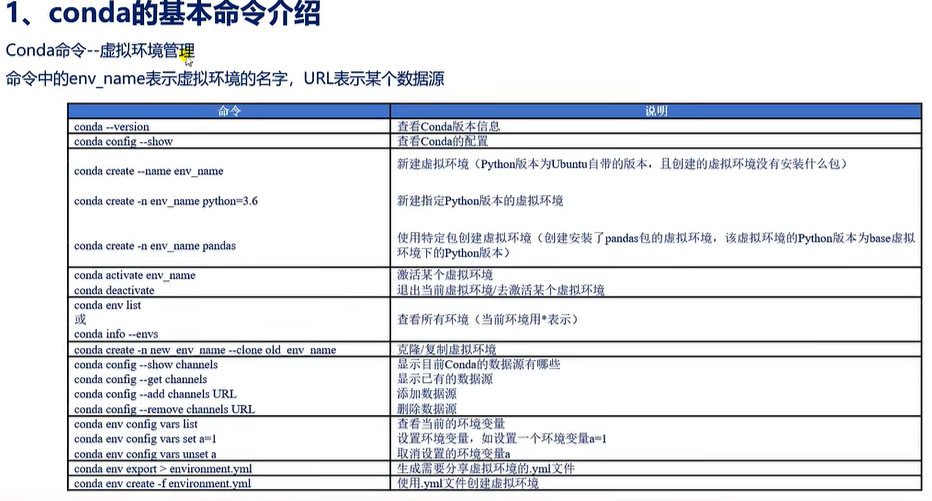 1、conda的基本命令介绍
Conda命令--虚拟环境管理
命令中的env_name表示虚拟环境的名字，URL表示某个数据源
命令 说明
conda --version 查看Conda版本信息
conda config --show 查看Conda的配置
conda create --name env_name 新建虚拟环境（Python版本为Ubuntu自带的版本，且创建的虚拟环境没有安装什么包）
conda create -n env_name python=3.6 新建指定Python版本的虚拟环境
conda create -n env_name pandas 使用特定包创建虚拟环境（创建安装了pandas包的虚拟环境，该虚拟环境的Python版本为base虚拟
环境下的Python版本）
conda activate env_name 激活某个虚拟环境
conda deactivate 退出当前虚拟环境/去激活某个虚拟环境
conda env list
或 查看所有环境（当前环境用*表示）
conda info --envs
conda create -n new_env_name --clone old_env_name 克隆/复制虚拟环境
conda config --show channels 显示目前Conda的数据源有哪些
conda config --get channels 显示已有的数据源
conda config --add channels URL 添加数据源
conda config --remove channels URL 删除数据源
conda env config vars list 查看当前的环境变量
conda env config vars set a=1 设置环境变量，如设置一个环境变量a=1
conda env config vars unset a 取消设置的环境变量a
conda env export > environment.yml 生成需要分享虚拟环境的.yml文件
conda env create -f environment.yml 使用.yml文件创建虚拟环境